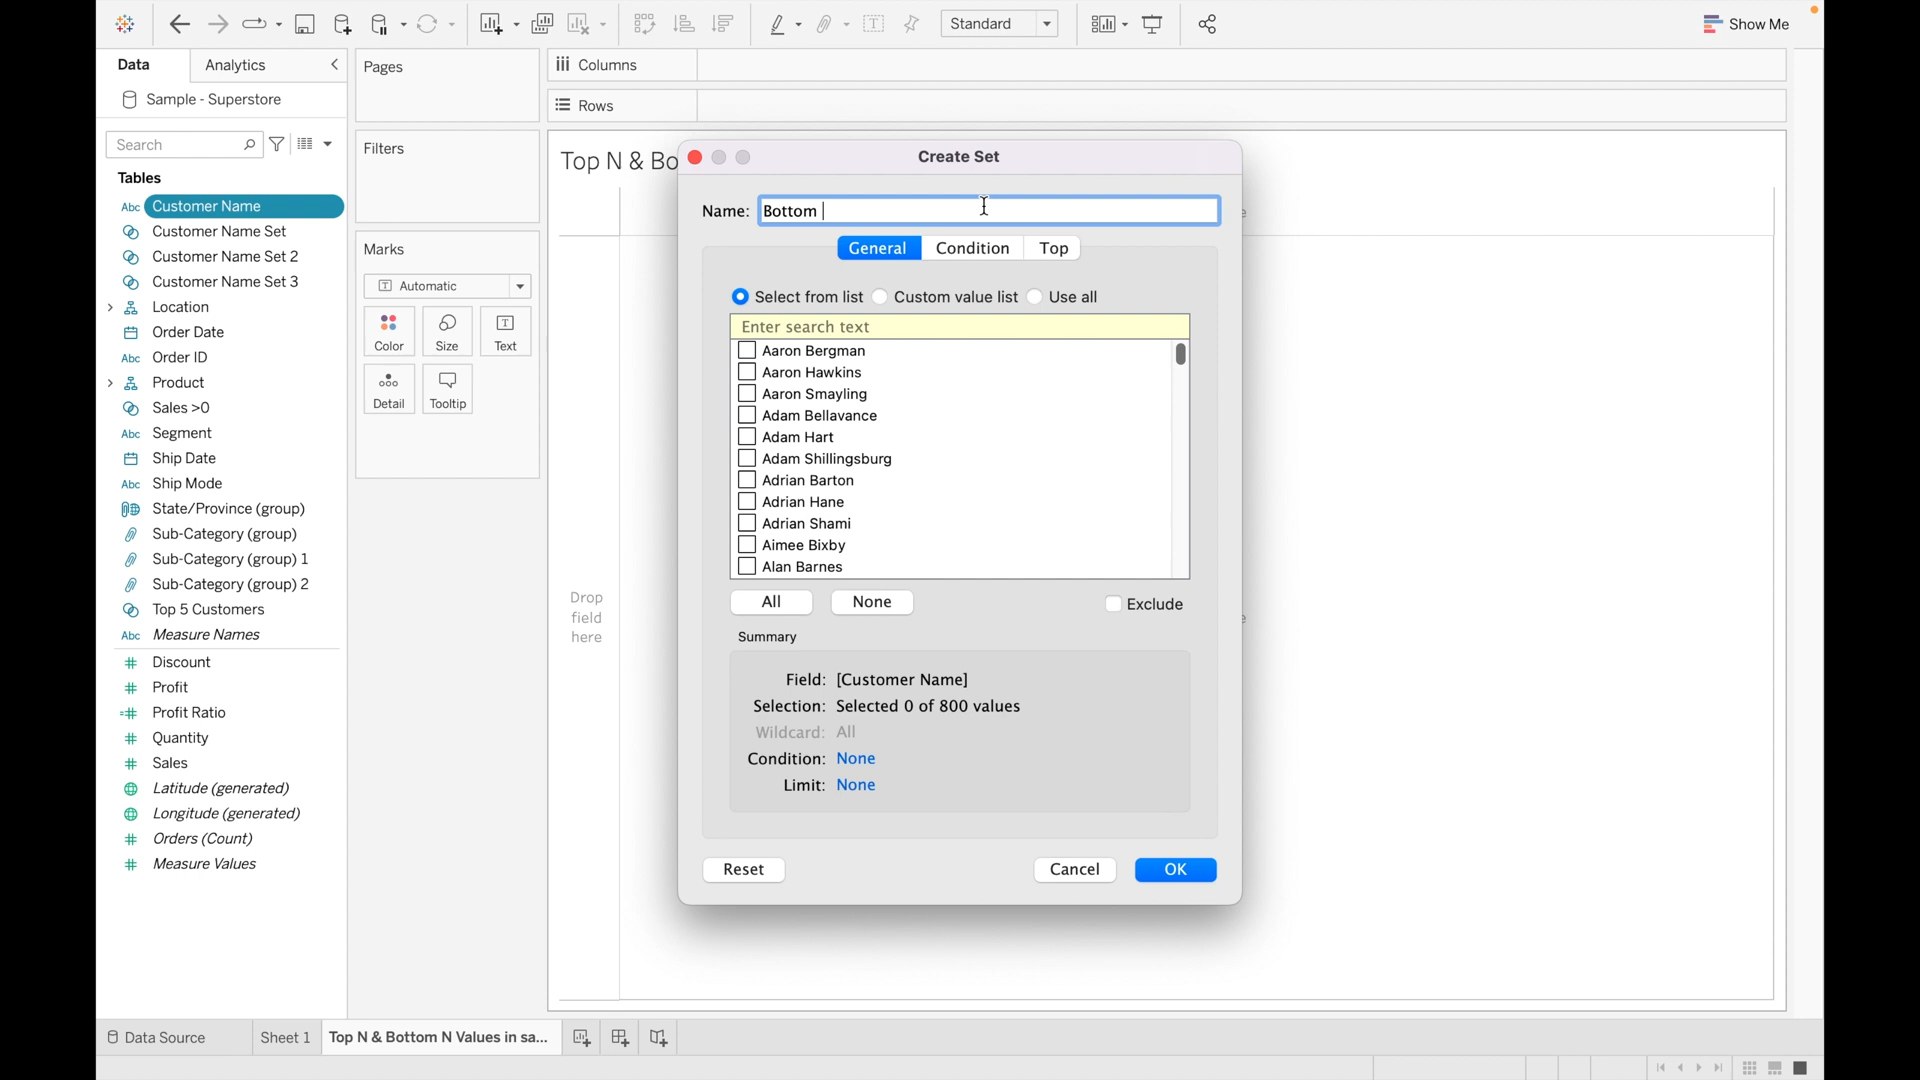 Standard
Show Me
Data
Analytics
Sample - Superstore
Search
Tables
Abc Customer Name
Customer Name Set
Customer Name Set 2
Customer Name Set 3
Location
Order Date
Abc Order ID
Product
Sales >0
Abc Segment
Ship Date
Abc Ship Mode
State/Province (group)
Sub-Category (group)
Sub-Category (group) 1
Sub-Category (group) 2
Top 5 Customers
Abc Measure Names
Discount
Profit
Profit Ratio
Quantity
Sales
Latitude (generated)
Longitude (generated)
Orders (Count)
Measure Values
Pages
Filters
Marks
Automatic
Color
Size
Text
Detail
Tooltip
Columns
Rows
Top N & Bo
Drop
field
here
Create Set
Name: Bottom
General
Condition
Top
Select from list
Custom value list
Use all
Enter search text
Aaron Bergman
Aaron Hawkins
Aaron Smayling
Adam Bellavance
Adam Hart
Adam Shillingsburg
Adrian Barton
Adrian Hane
Adrian Shami
Aimee Bixby
Alan Barnes
All
None
Exclude
Summary
Field: [Customer Name]
Selection: Selected 0 of 800 values
Wildcard: All
Condition: None
Limit: None
Reset
Cancel
OK
Data Source
Sheet 1
Top N & Bottom N Values in sa...